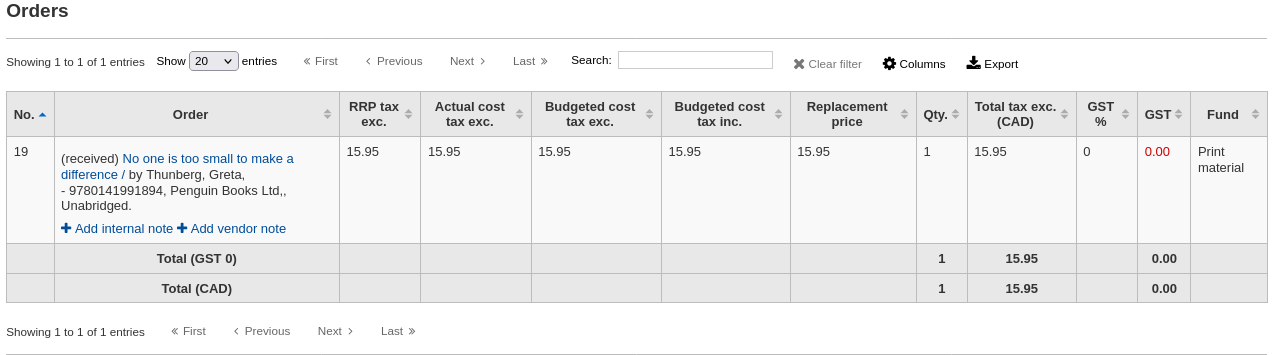 Orders
Showing 1 to 1 of 1 entries Show 20 entries First Previous Next Last Search: Clear filter Columns Export
No. Order RRP tax exc. Actual cost tax exc. Budgeted cost tax exc. Budgeted cost tax inc. Replacement price Qty. Total tax exc. (CAD) GST % GST Fund
19 (received) No one is too small to make a 15.95 15.95 15.95 15.95 15.95 1 15.95 0 0.00 Print material
difference / by Thunberg, Greta,
- 9780141991894, Penguin Books Ltd,,
Unabridged.
Add internal note Add vendor note
Total (GST 0) 1 15.95 0.00
Total (CAD) 1 15.95 0.00
Showing 1 to 1 of 1 entries First Previous Next Last